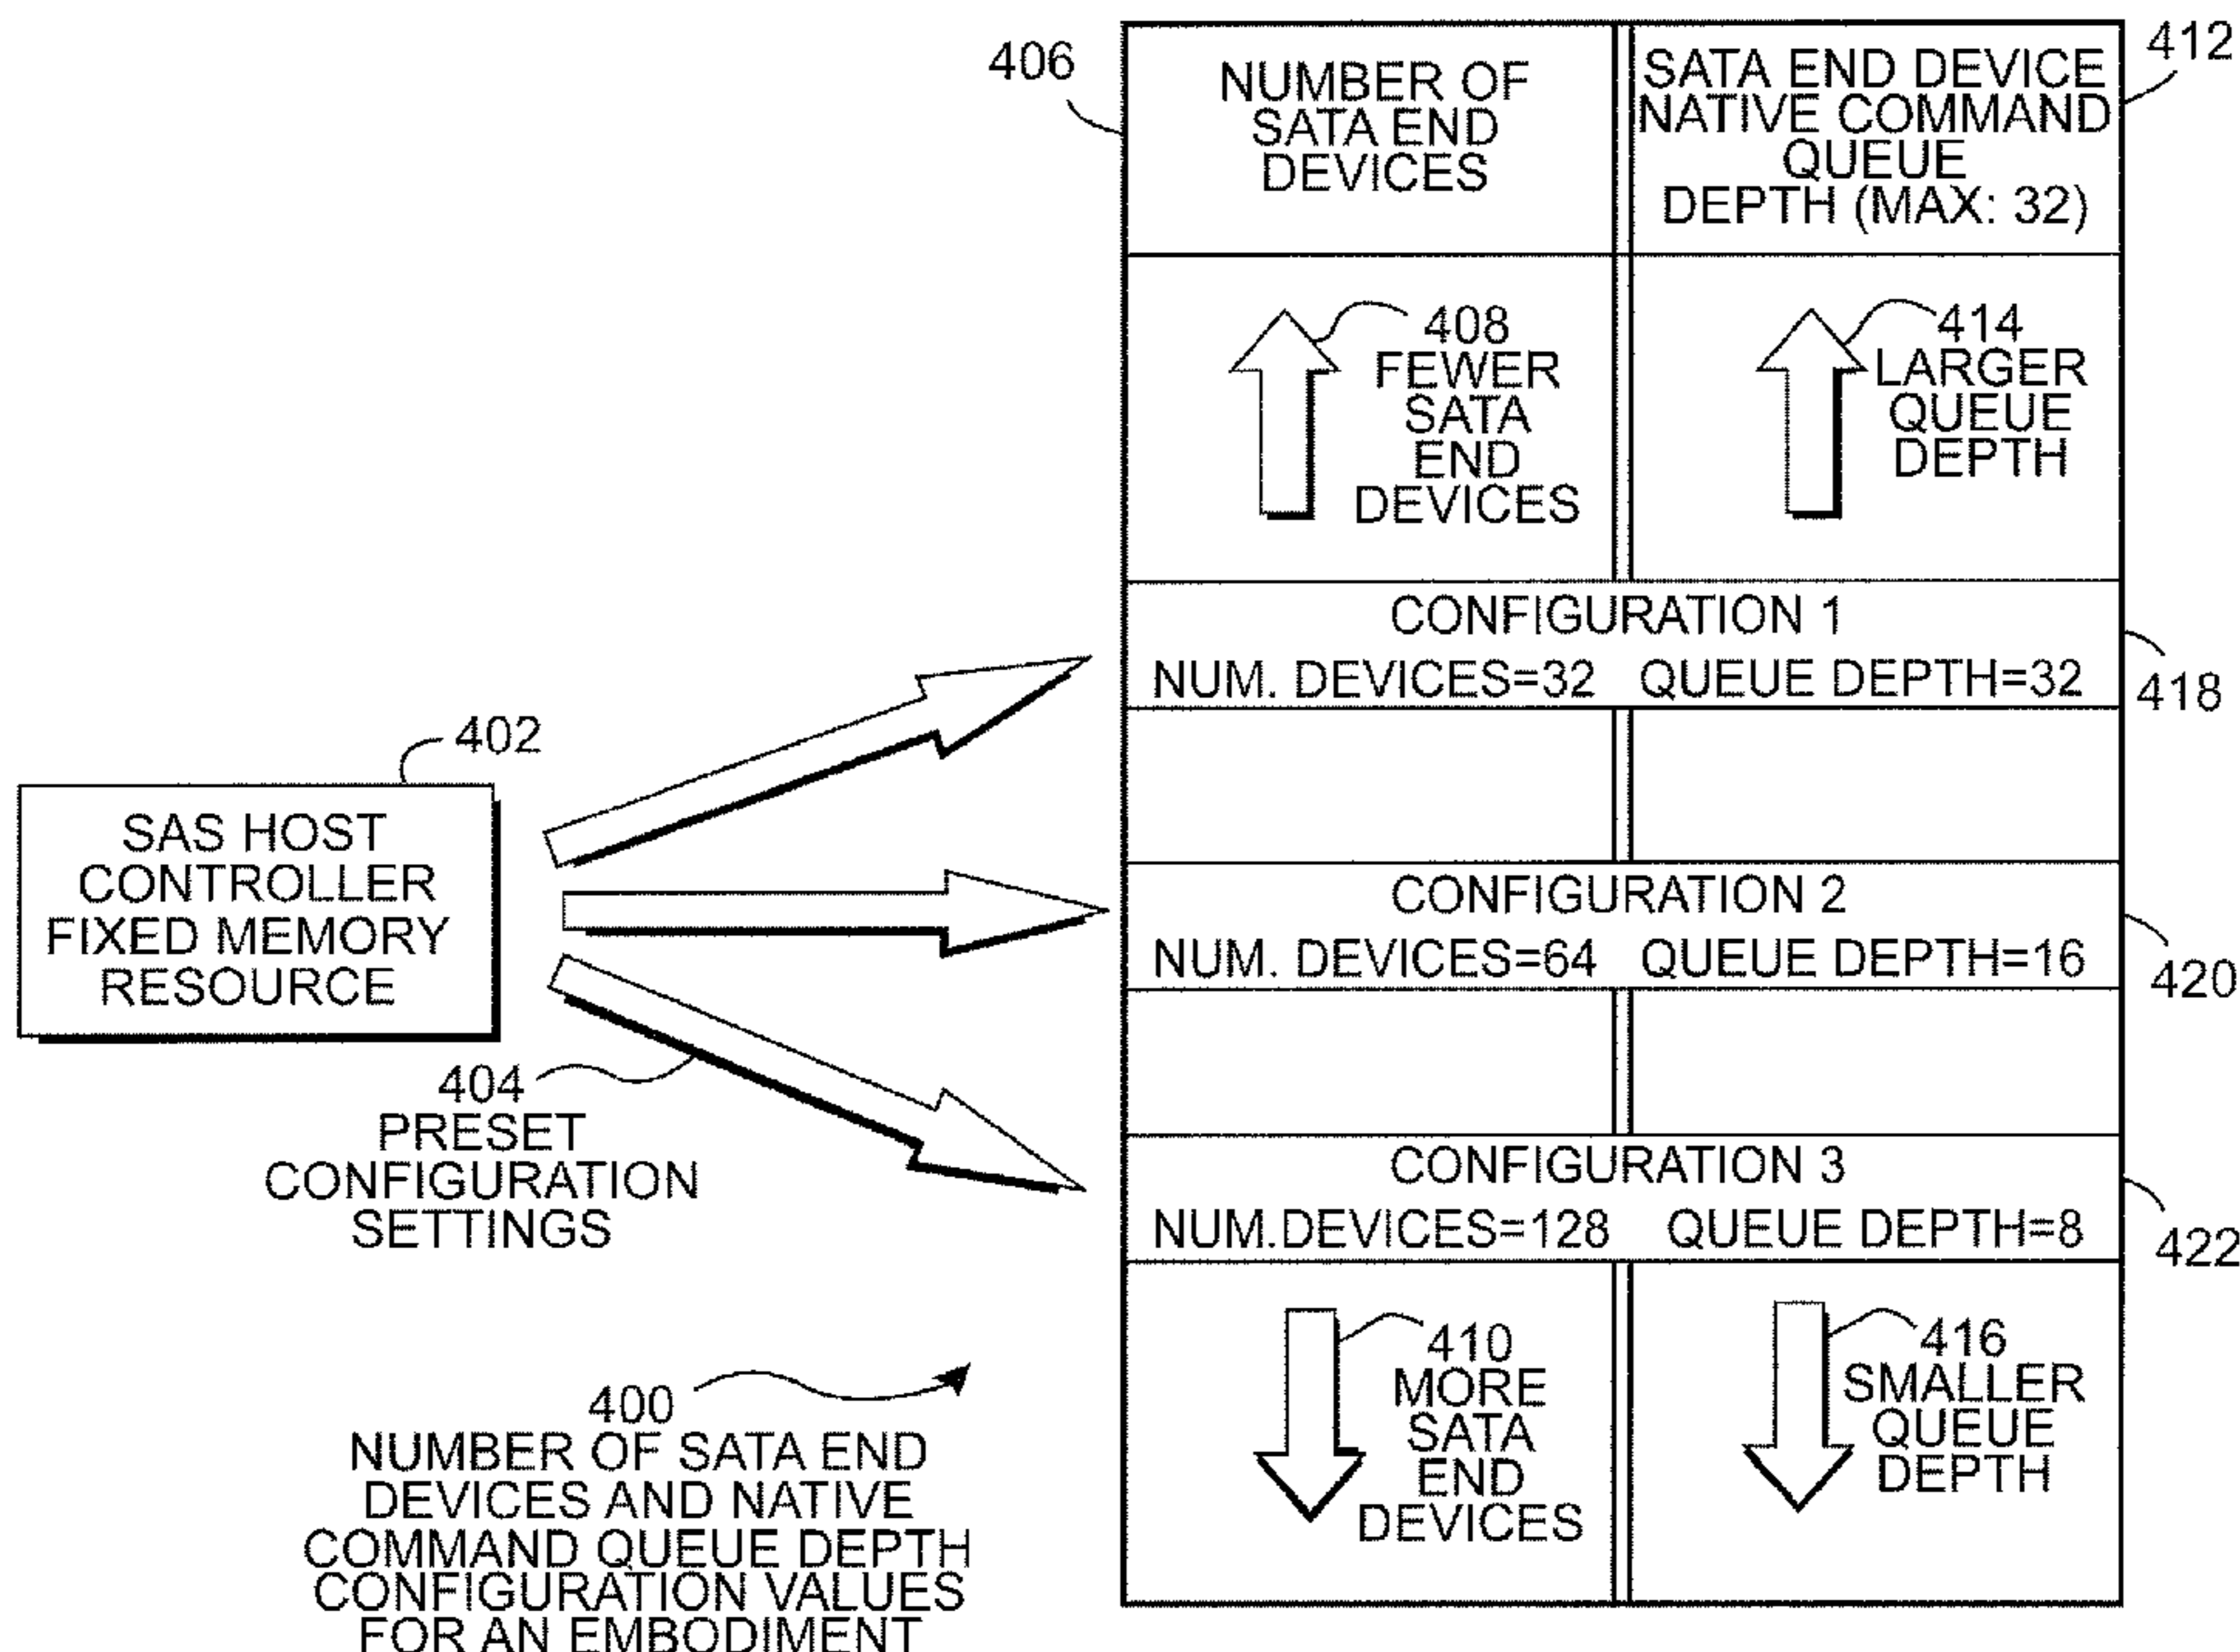 406
NUMBER OF
SATA END
DEVICES
SATA END DEVICE
NATIVE COMMAND
QUEUE
DEPTH (MAX: 32)
412
408
FEWER
SATA
END
DEVICES
414
LARGER
QUEUE
DEPTH
CONFIGURATION 1
NUM. DEVICES=32 QUEUE DEPTH=32
418
402
SAS HOST
CONTROLLER
FIXED MEMORY
RESOURCE
CONFIGURATION 2
NUM. DEVICES=64 QUEUE DEPTH=16
420
404
PRESET
CONFIGURATION
SETTINGS
CONFIGURATION 3
NUM.DEVICES=128 QUEUE DEPTH=8
422
410
MORE
SATA
END
DEVICES
416
SMALLER
QUEUE
DEPTH
400
NUMBER OF SATA END
DEVICES AND NATIVE
COMMAND QUEUE DEPTH
CONFIGURATION VALUES
FOR AN EMBODIMENT